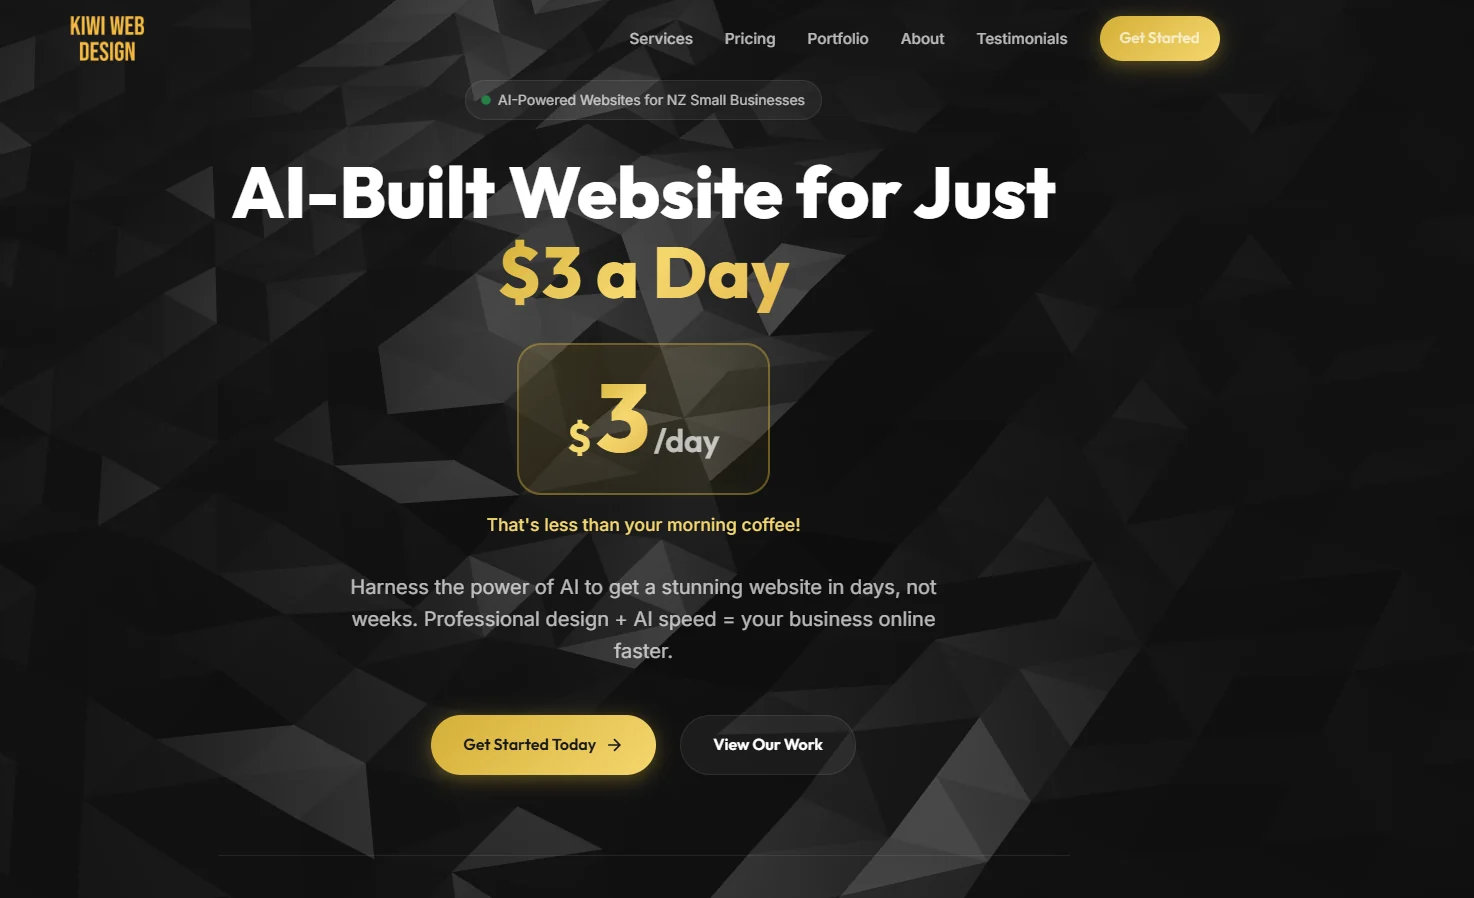 KIWI WEB
DESIGN
Services
Pricing
Portfolio
About
Testimonials
Get Started
AI-Powered Websites for NZ Small Businesses
AI-Built Website for Just
$3 a Day
$3/day
That's less than your morning coffee!
Harness the power of AI to get a stunning website in days, not
weeks. Professional design + AI speed = your business online
faster.
Get Started Today →
View Our Work